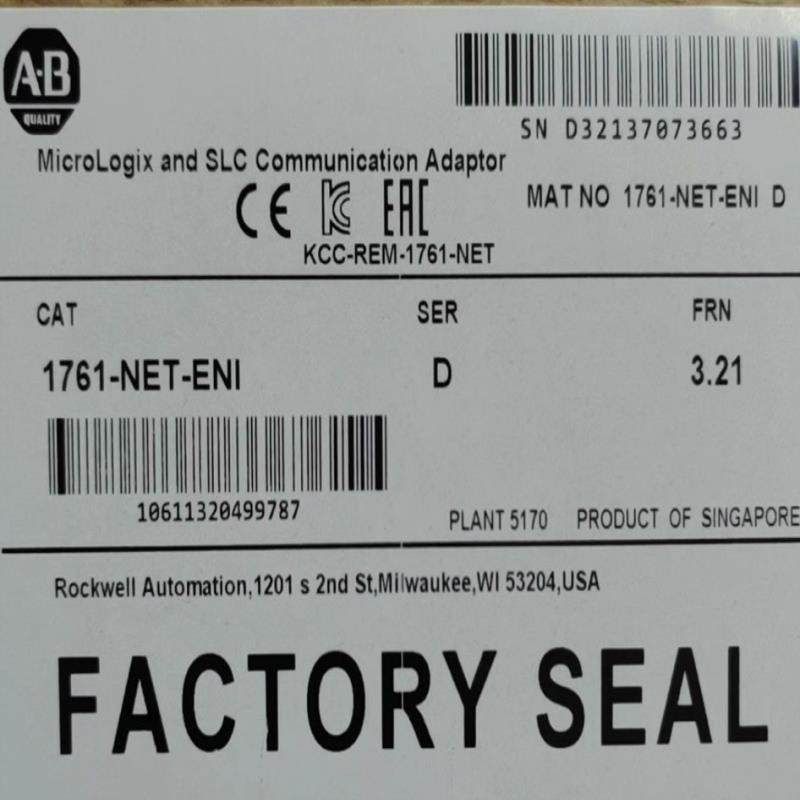 A·B
QUALITY
SN D32137073663
MicroLogix and SLC Communication Adaptor
MAT NO 1761-NET-ENI D
CE KC EAC
KCC-REM-1761-NET
CAT SER FRN
1761-NET-ENI D 3.21
10611320499787
PLANT 5170 PRODUCT OF SINGAPORE
Rockwell Automation,1201 s 2nd St,Milwaukee,WI 53204,USA
FACTORY SEAL